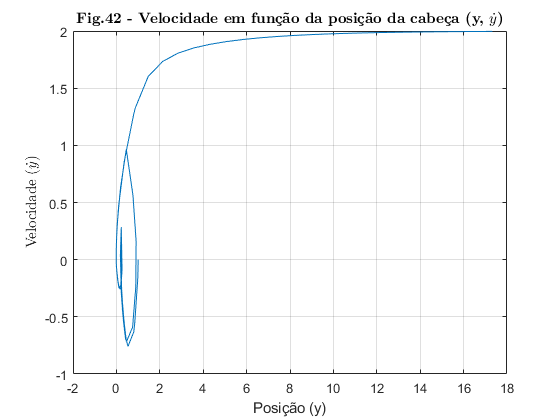 Fig.42 - Velocidade em função da posição da cabeça (y, ẏ)
2
1.5
1
0.5
0
-0.5
-1
Velocidade (ẏ)
-2 0 2 4 6 8 10 12 14 16 18
Posição (y)